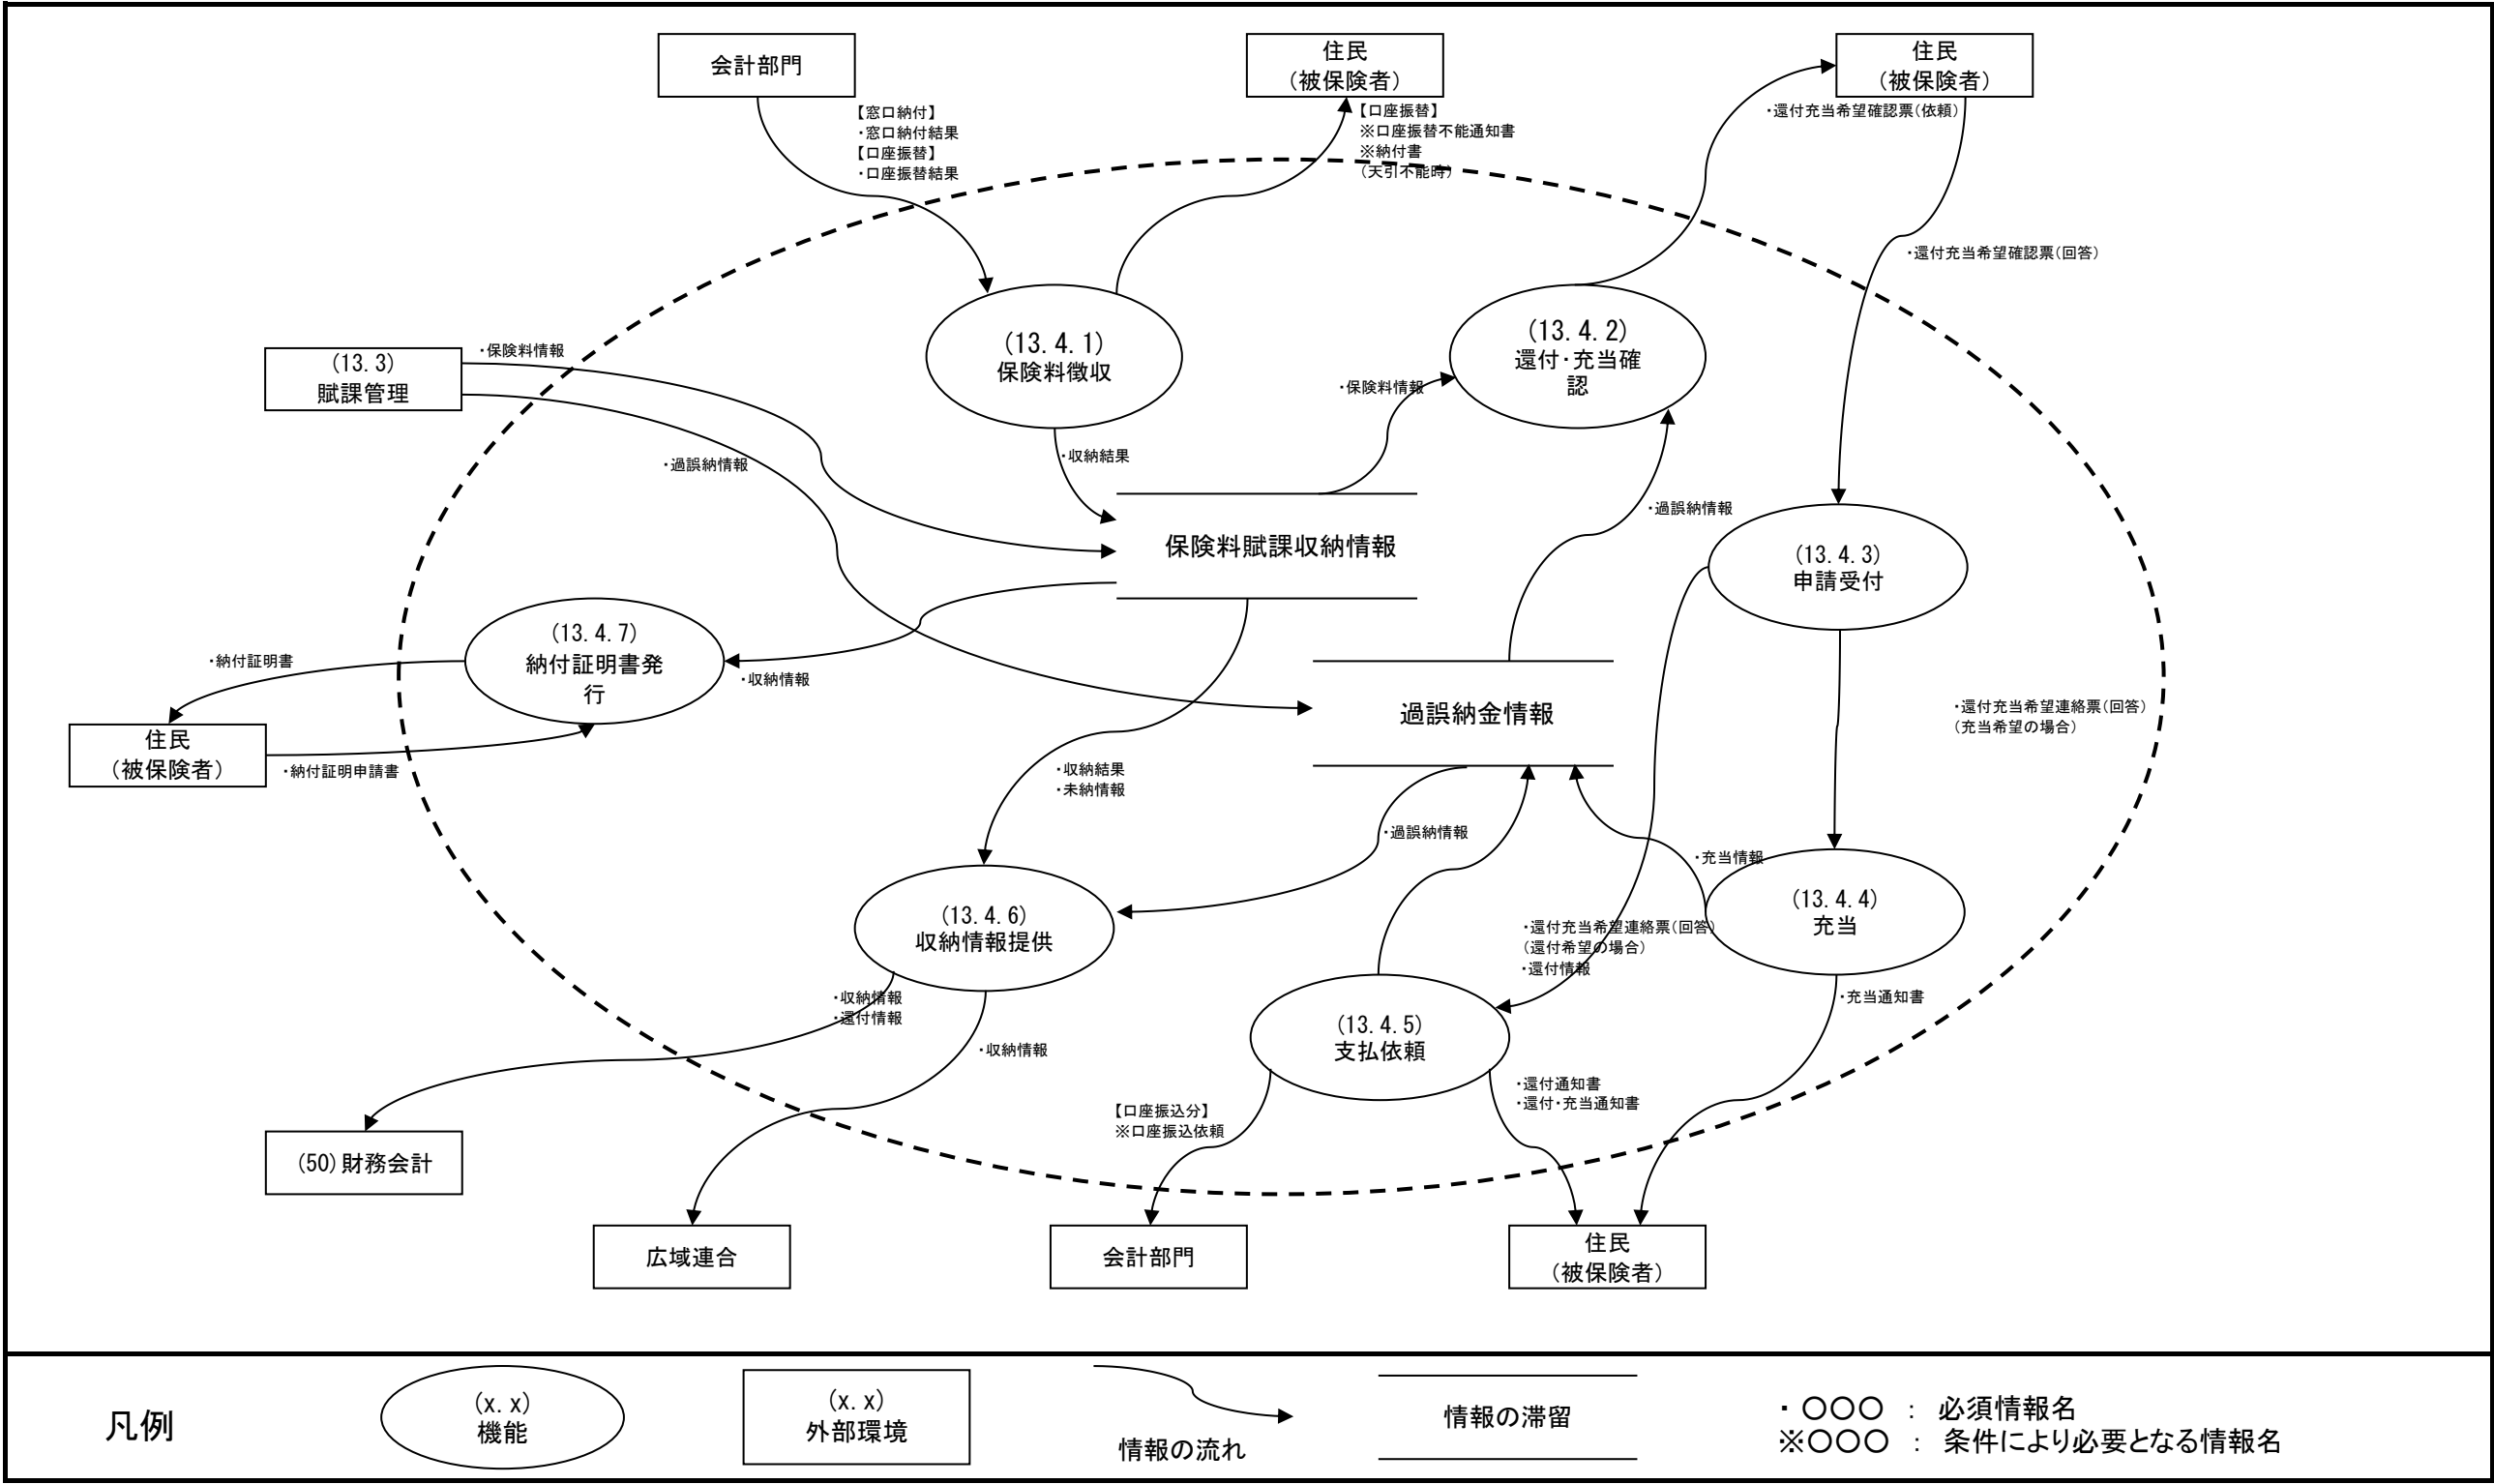 会計部門
住民
（被保険者）
住民
（被保険者）
【窓口納付】
・窓口納付結果
【口座振替】
・口座振替結果
【口座振替】
※口座振替不能通知書
※納付書
（天引不能時）
・還付充当希望確認票（依頼）
・還付充当希望確認票（回答）
(13.3)
賦課管理
・保険料情報
(13.4.1)
保険料徴収
(13.4.2)
還付・充当確
認
・保険料情報
・過誤納情報
・収納結果
・過誤納情報
保険料賦課収納情報
(13.4.3)
申請受付
(13.4.7)
納付証明書発
行
・納付証明書
・収納情報
過誤納金情報
・還付充当希望連絡票（回答）
（充当希望の場合）
住民
（被保険者）
・納付証明申請書
・収納結果
・未納情報
・過誤納情報
・充当情報
(13.4.6)
収納情報提供
(13.4.4)
充当
・還付充当希望連絡票（回答）
（還付希望の場合）
・還付情報
・収納情報
・還付情報
・収納情報
(13.4.5)
支払依頼
・充当通知書
・還付通知書
・還付・充当通知書
【口座振込分】
※口座振込依頼
(50)財務会計
広域連合
会計部門
住民
（被保険者）
凡例
(x.x)
機能
(x.x)
外部環境
情報の流れ
情報の滞留
・ ○○○ ： 必須情報名
※○○○ ： 条件により必要となる情報名